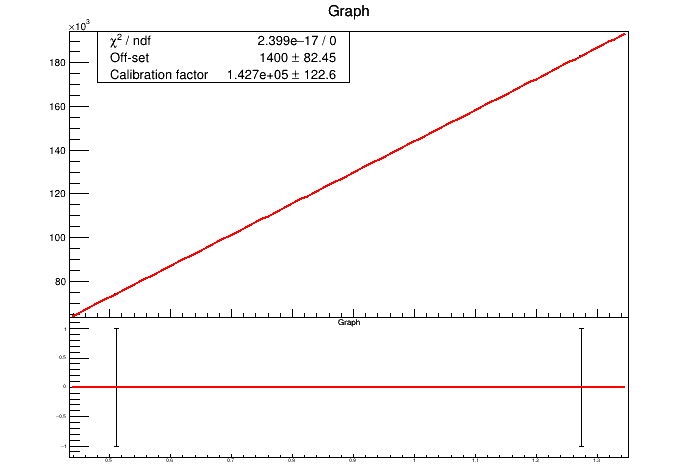 Graph
×10³
χ² / ndf 2.399e−17 / 0
Off-set 1400 ± 82.45
Calibration factor 1.427e+05 ± 122.6
180
160
140
120
100
80
Graph
1
0.5
0
−0.5
−1
0.5 0.6 0.7 0.8 0.9 1 1.1 1.2 1.3